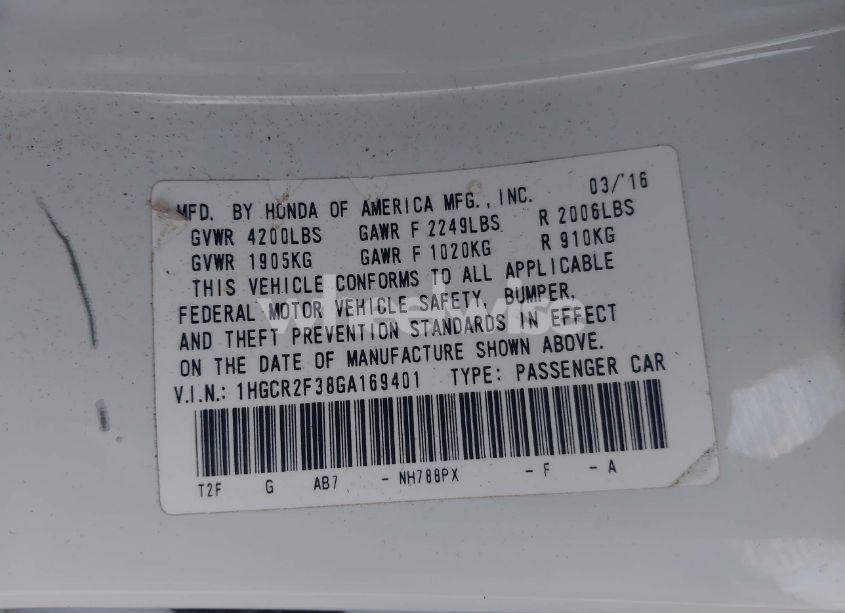 03/'16
MFD. BY HONDA OF AMERICA MFG., INC.
GVWR 4200LBS GAWR F 2249LBS R 2006LBS
GVWR 1905KG GAWR F 1020KG R 910KG
THIS VEHICLE CONFORMS TO ALL APPLICABLE
FEDERAL MOTOR VEHICLE SAFETY, BUMPER,
AND THEFT PREVENTION STANDARDS IN EFFECT
ON THE DATE OF MANUFACTURE SHOWN ABOVE.
V.I.N.: 1HGCR2F38GA169401 TYPE: PASSENGER CAR
T2F G AB7 - NH788PX - F - A
wheelwise